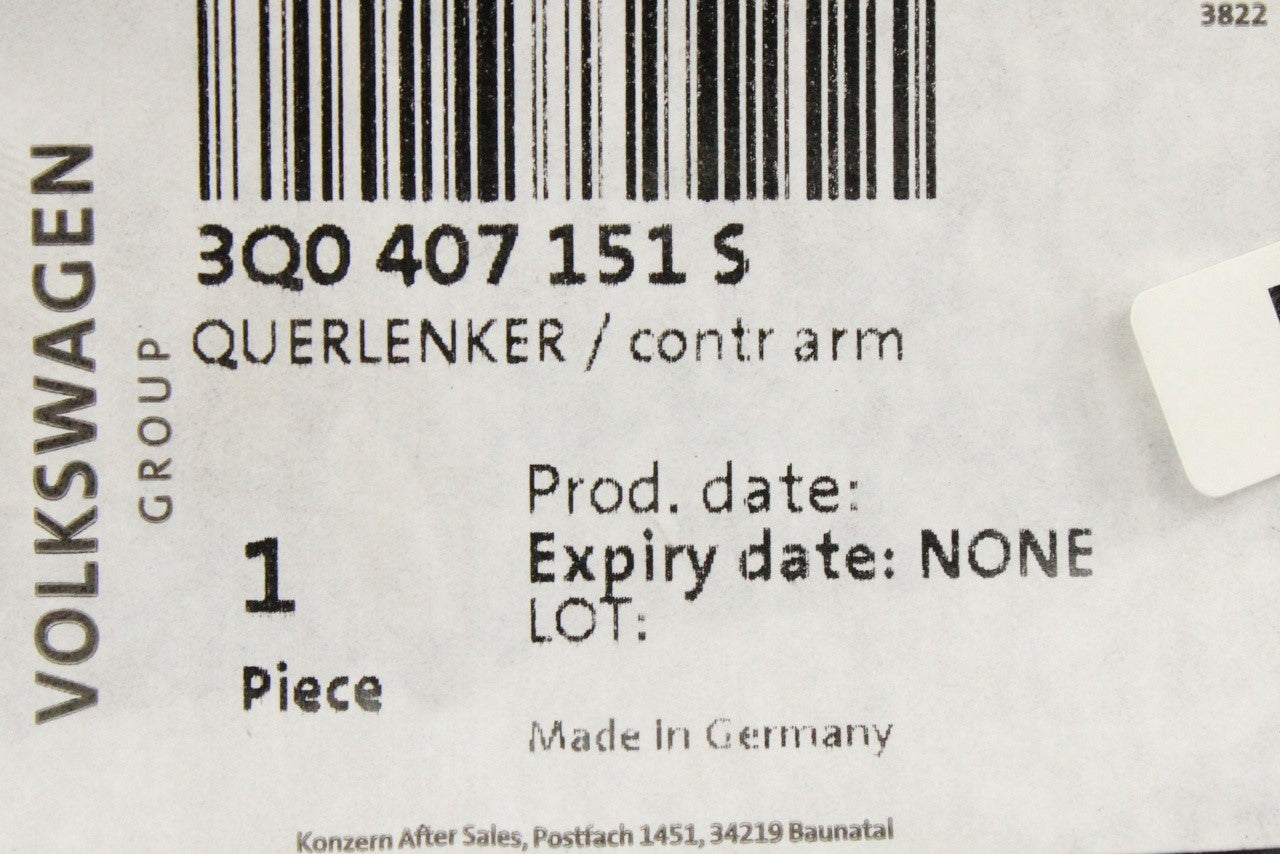 3822
VOLKSWAGEN
GROUP
3Q0 407 151 S
QUERLENKER / contr arm
Prod. date:
Expiry date: NONE
LOT:
1
Piece
Made in Germany
Konzern After Sales, Postfach 1451, 34219 Baunatal